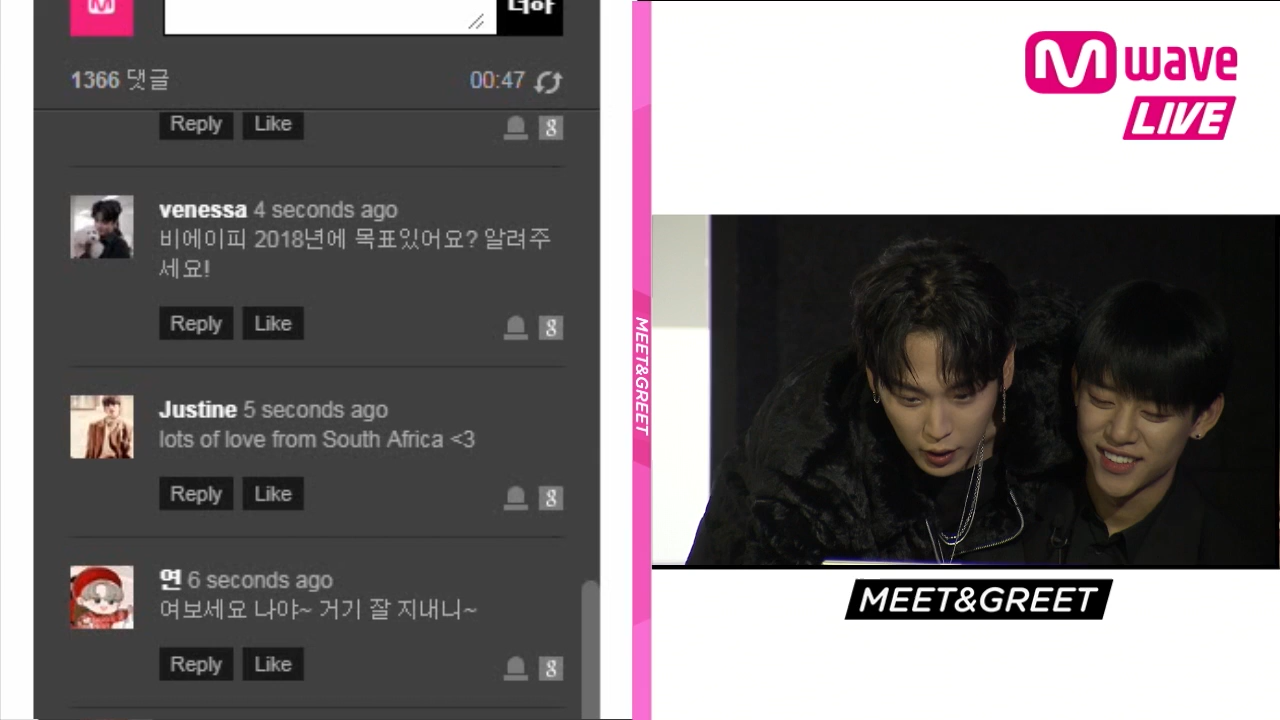 1366 댓글
00:47
Reply Like
g
venessa 4 seconds ago
비에이피 2018년에 목표있어요? 알려주
세요!
Reply Like
g
Justine 5 seconds ago
lots of love from South Africa <3
Reply Like
g
연 6 seconds ago
여보세요 나야~ 거기 잘 지내니~
Reply Like
g
MEET&GREET
M wave
LIVE
MEET&GREET